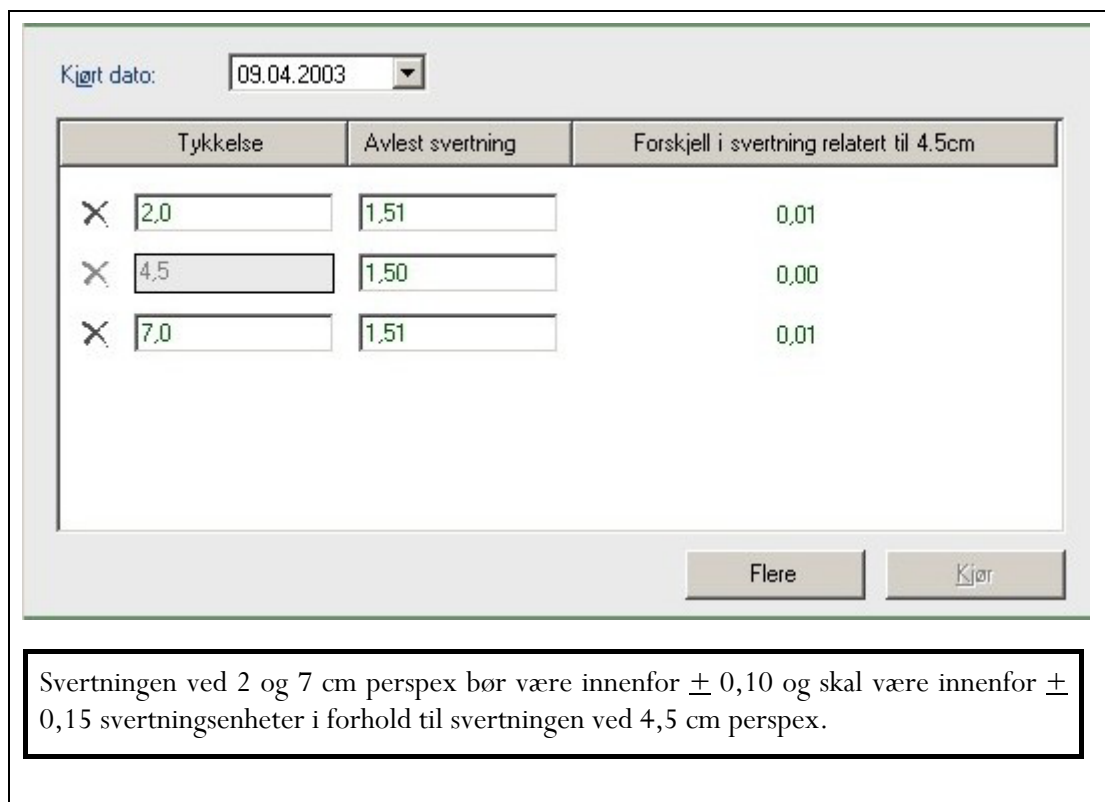 Kjørt dato: 09.04.2003
Tykkelse Avlest svertning Forskjell i svertning relatert til 4.5cm
2,0 1,51 0,01
4,5 1,50 0,00
7,0 1,51 0,01
Flere Kjør
Svertningen ved 2 og 7 cm perspex bør være innenfor ± 0,10 og skal være innenfor ±
0,15 svertningsenheter i forhold til svertningen ved 4,5 cm perspex.